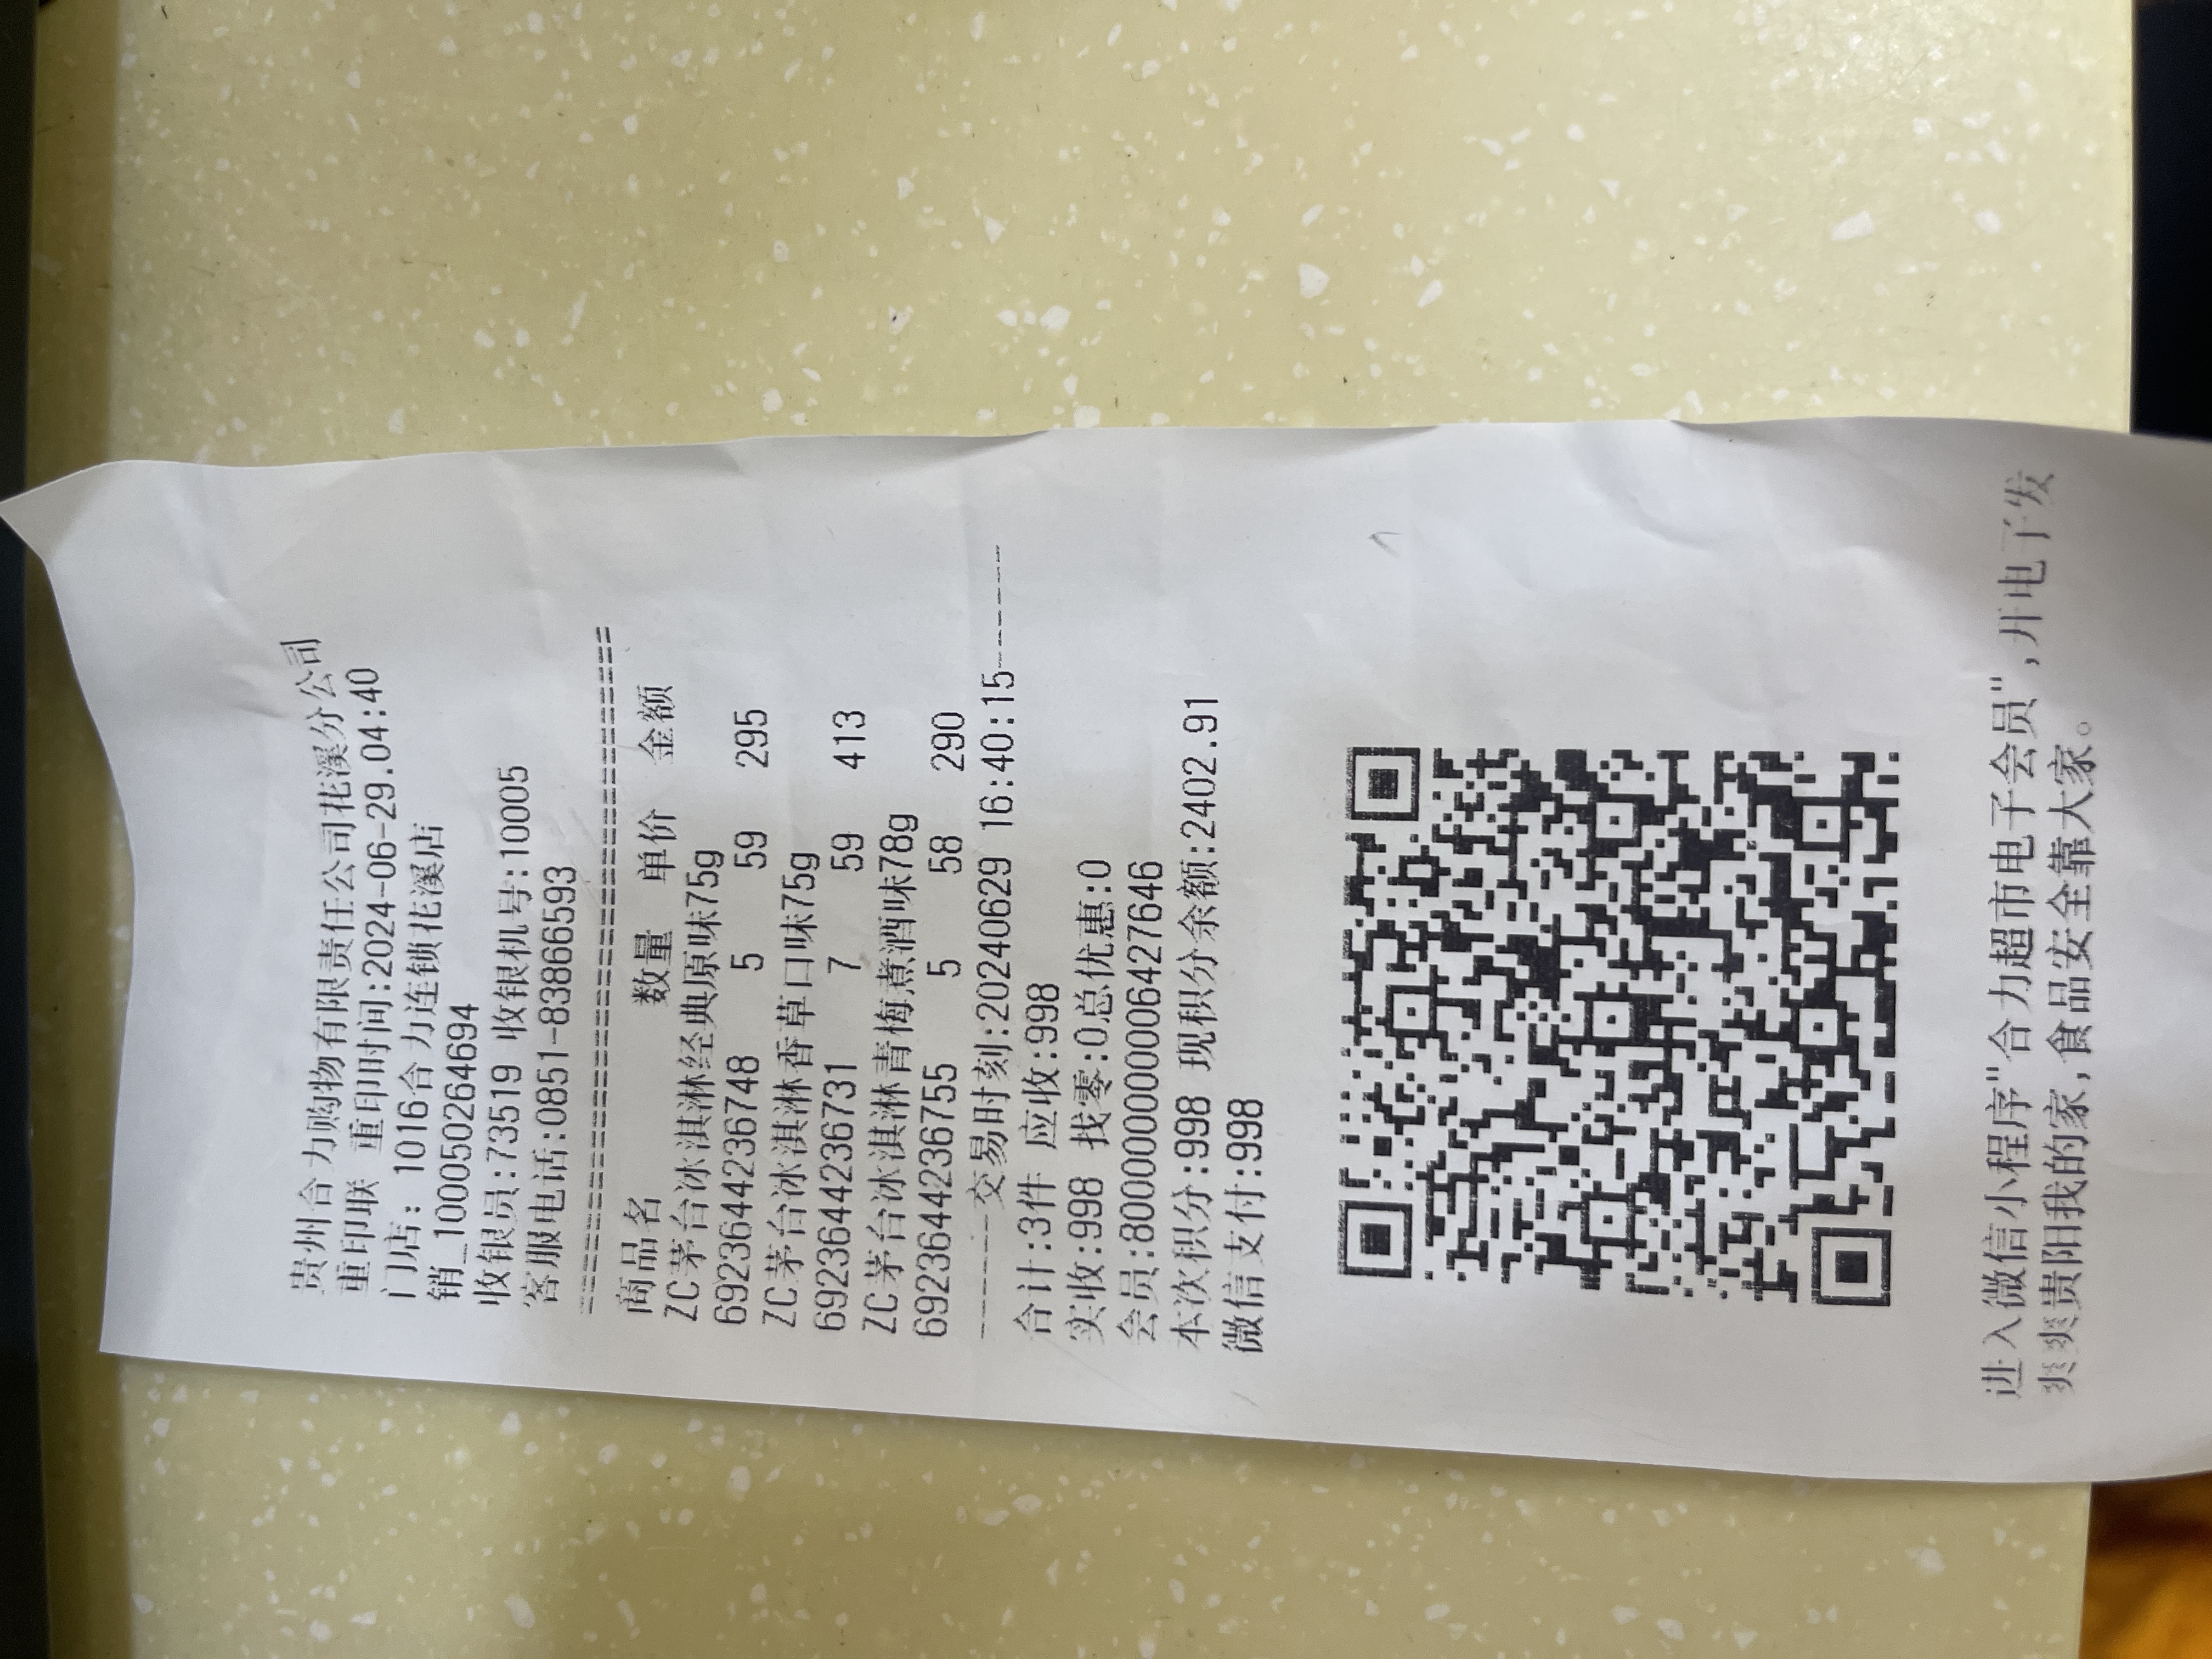 贵州合力购物有限责任公司花溪分公司
重印联 重印时间:2024-06-29.04:40
门店: 1016合力连锁花溪店
销_100050264694
收银员:73519 收银机号:10005
客服电话:0851-83866593
================================
商品名 数量 单价 金额
ZC茅台冰淇淋经典原味75g
6923644236748 5 59 295
ZC茅台冰淇淋香草口味75g
6923644236731 7 59 413
ZC茅台冰淇淋青梅煮酒味78g
6923644236755 5 58 290
------交易时刻:20240629 16:40:15------
合计:3件 应收:998
实收:998 找零:0总优惠:0
会员:8000000000006427646
本次积分:998 现积分余额:2402.91
微信支付:998
进入微信小程序"合力超市电子会员",开电子发
爽爽贵阳我的家,食品安全靠大家。